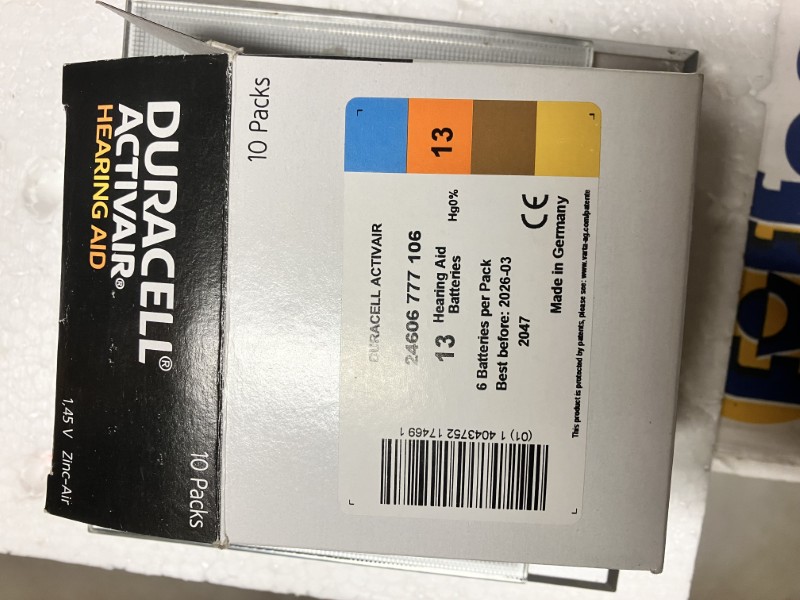 DURACELL®
ACTIVAIR®
HEARING AID
1,45 V Zinc-Air
10 Packs
10 Packs
13
DURACELL ACTIVAIR
24606 777 106
13 Hearing Aid
Batteries
Hg0%
6 Batteries per Pack
Best before: 2026-03
2047
CE
Made in Germany
This product is protected by patents, please see: www.varta-ag.com/patente
(01) 1 4043752 17469 1